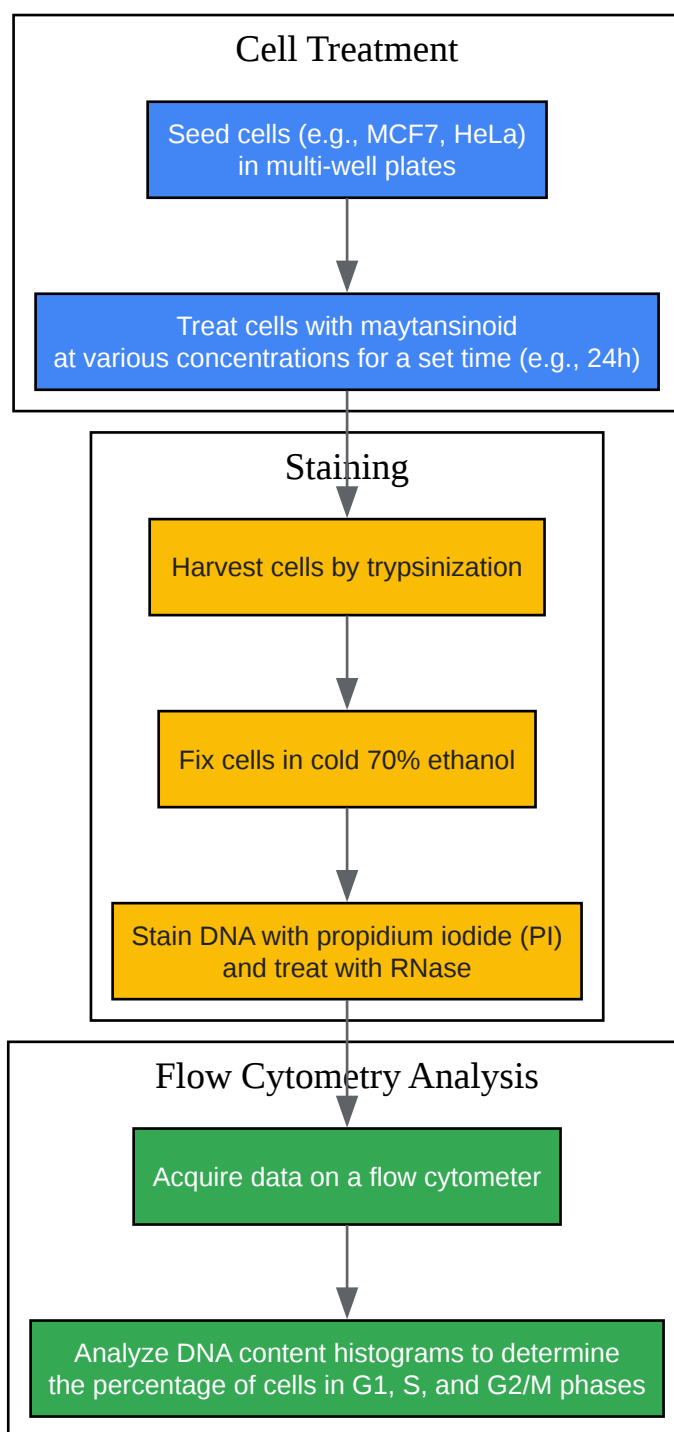 Cell Treatment
Seed cells (e.g., MCF7, HeLa)
in multi-well plates
Treat cells with maytansinoid
at various concentrations for a set time (e.g., 24h)
Staining
Harvest cells by trypsinization
Fix cells in cold 70% ethanol
Stain DNA with propidium iodide (PI)
and treat with RNase
Flow Cytometry Analysis
Acquire data on a flow cytometer
Analyze DNA content histograms to determine
the percentage of cells in G1, S, and G2/M phases